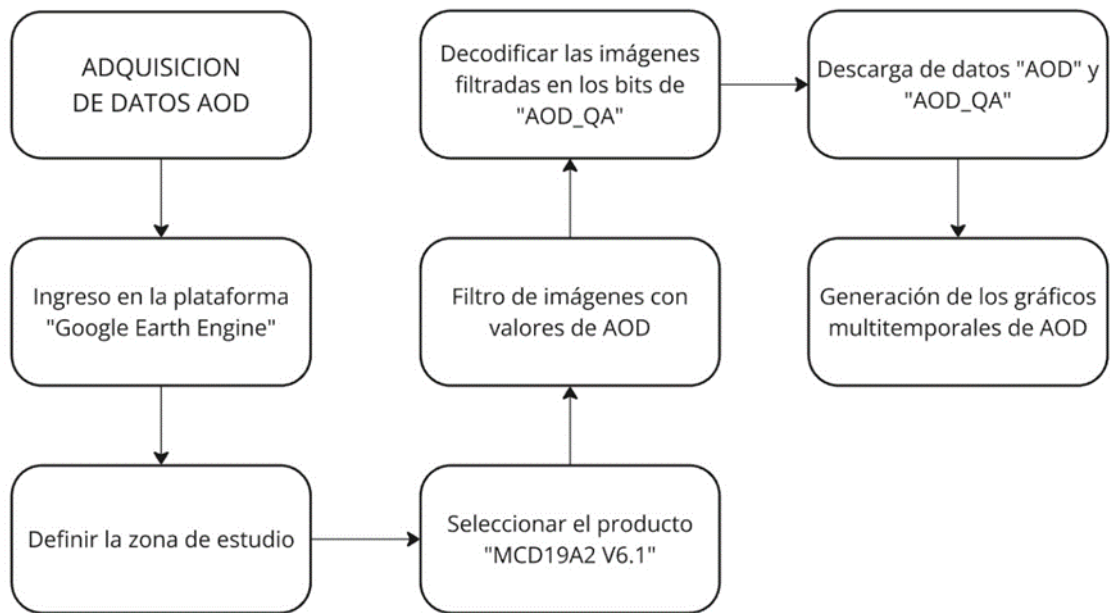 ADQUISICION
DE DATOS AOD
Ingreso en la plataforma
"Google Earth Engine"
Definir la zona de estudio
Seleccionar el producto
"MCD19A2 V6.1"
Filtro de imágenes con
valores de AOD
Decodificar las imágenes
filtradas en los bits de
"AOD_QA"
Descarga de datos "AOD" y
"AOD_QA"
Generación de los gráficos
multitemporales de AOD